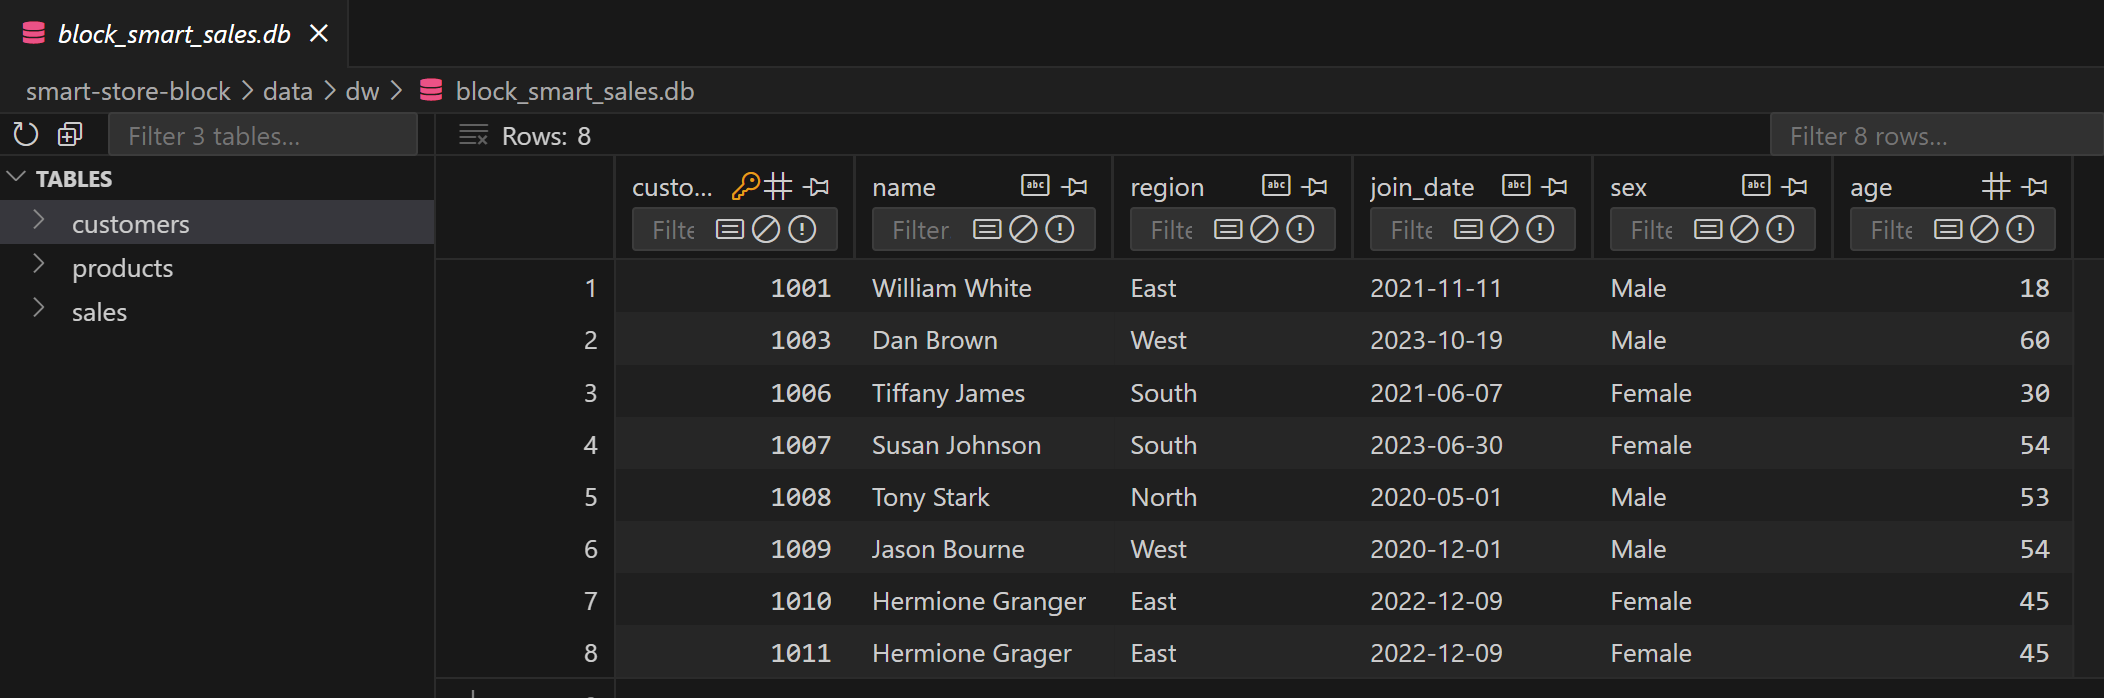 block_smart_sales.db
smart-store-block > data > dw > block_smart_sales.db
Filter 3 tables...
Rows: 8
Filter 8 rows...
TABLES
customers
products
sales
custo... name region join_date sex age
Filte Filter Filte Filte Filte Filte
1 1001 William White East 2021-11-11 Male 18
2 1003 Dan Brown West 2023-10-19 Male 60
3 1006 Tiffany James South 2021-06-07 Female 30
4 1007 Susan Johnson South 2023-06-30 Female 54
5 1008 Tony Stark North 2020-05-01 Male 53
6 1009 Jason Bourne West 2020-12-01 Male 54
7 1010 Hermione Granger East 2022-12-09 Female 45
8 1011 Hermione Grager East 2022-12-09 Female 45